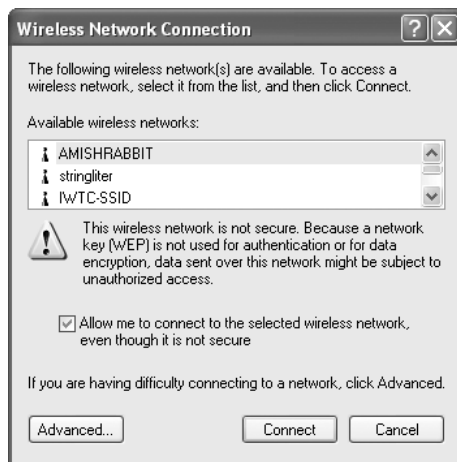 Wireless Network Connection
The following wireless network(s) are available. To access a
wireless network, select it from the list, and then click Connect.
Available wireless networks:
AMISHRABBIT
stringliter
IWTC-SSID
This wireless network is not secure. Because a network
key (WEP) is not used for authentication or for data
encryption, data sent over this network might be subject to
unauthorized access.
Allow me to connect to the selected wireless network,
even though it is not secure
If you are having difficulty connecting to a network, click Advanced.
Advanced... Connect Cancel